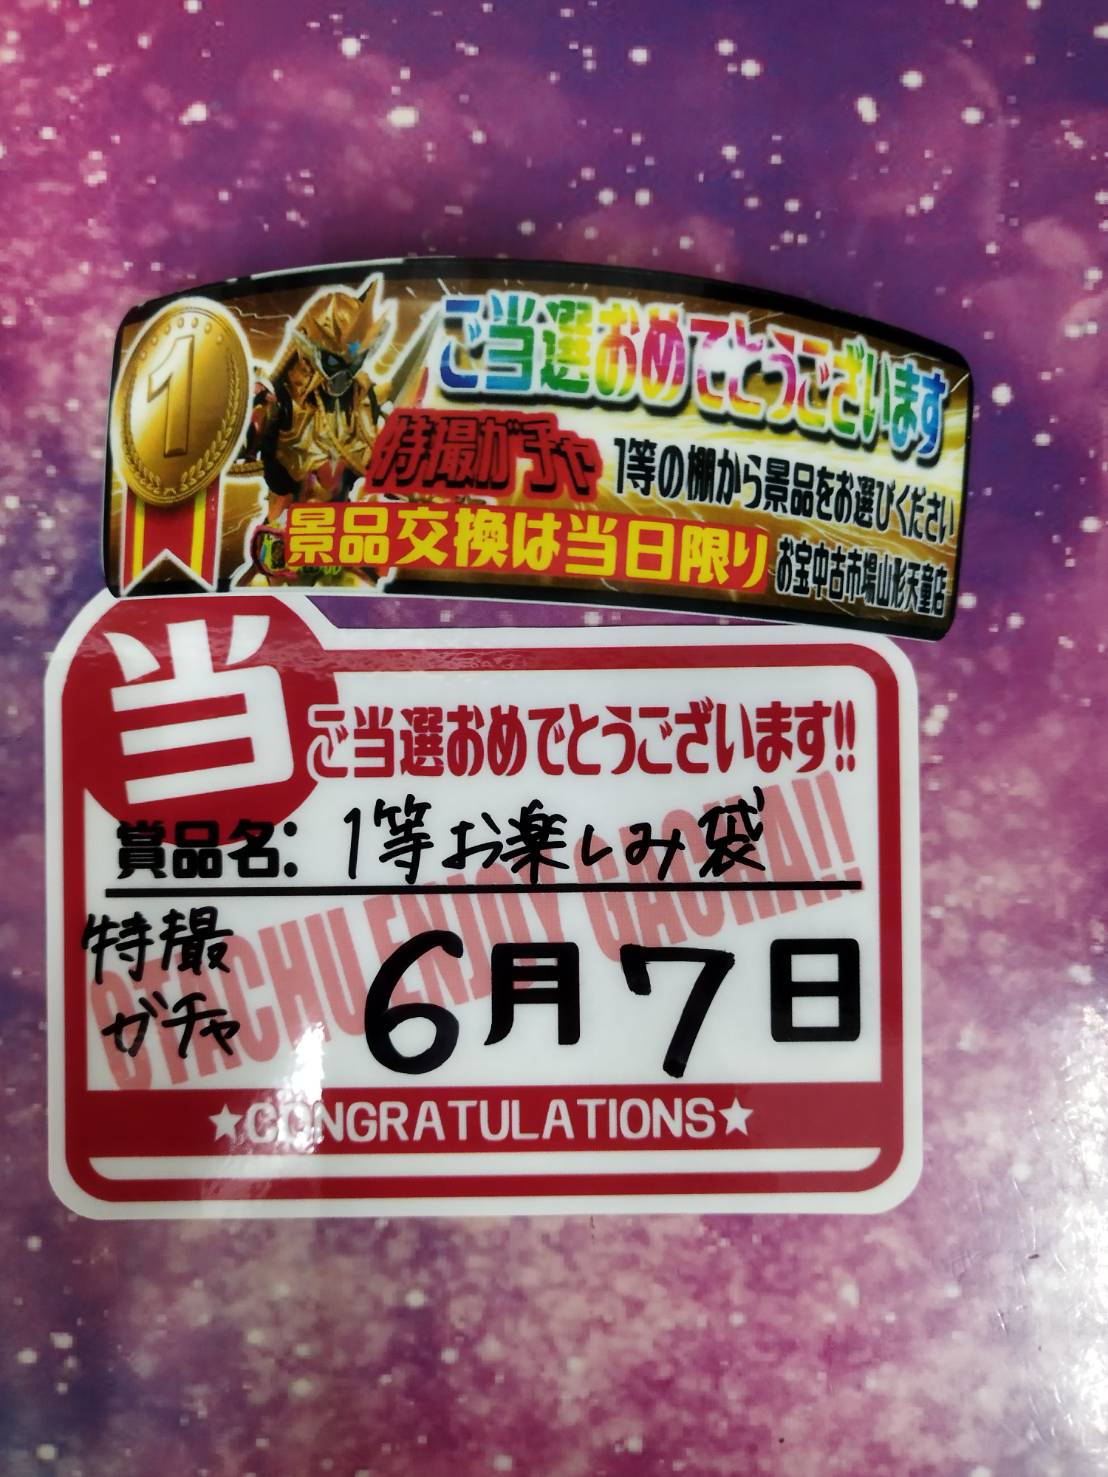 1
ご当選おめでとうございます
特撮ガチャ
1等の棚から景品をお選びください
景品交換は当日限り
お宝中古市場山形天童店
当
ご当選おめでとうございます!!
賞品名: 1等お楽しみ袋
OTACHU ENJOY GACHA!!
特撮
ガチャ
6月7日
★CONGRATULATIONS★